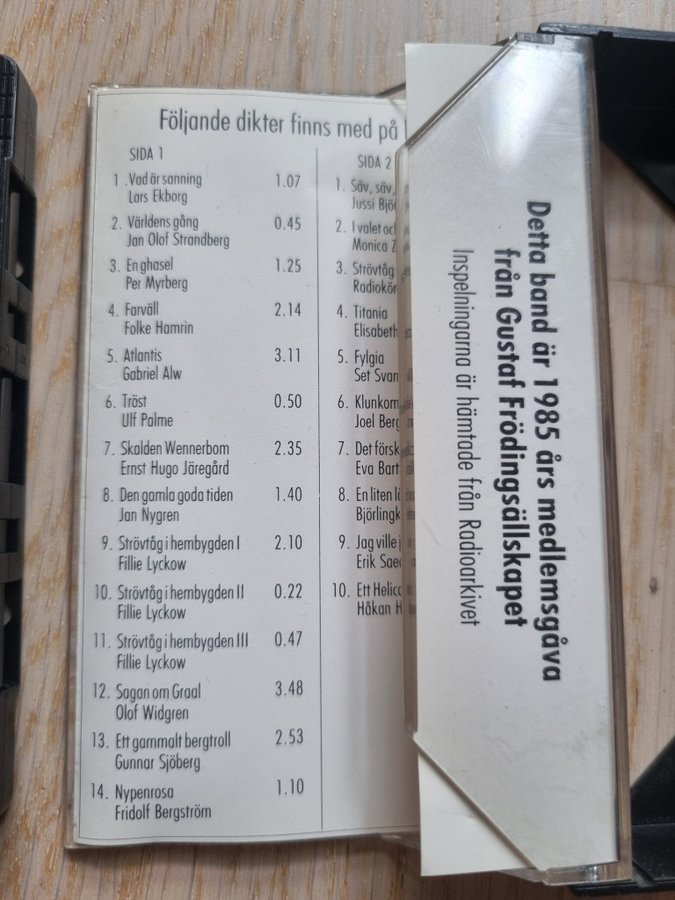 Följande dikter finns med på
SIDA 1
1. Vad är sanning 1.07
Lars Ekborg
2. Världens gång 0.45
Jan Olof Strandberg
3. En ghasel 1.25
Per Myrberg
4. Farväll 2.14
Folke Hamrin
5. Atlantis 3.11
Gabriel Alw
6. Tröst 0.50
Ulf Palme
7. Skalden Wennerbom 2.35
Ernst Hugo Järegård
8. Den gamla goda tiden 1.40
Jan Nygren
9. Strövtåg i hembygden I 2.10
Fillie Lyckow
10. Strövtåg i hembygden II 0.22
Fillie Lyckow
11. Strövtåg i hembygden III 0.47
Fillie Lyckow
12. Sagan om Graal 3.48
Olof Widgren
13. Ett gammalt bergtroll 2.53
Gunnar Sjöberg
14. Nypenrosa 1.10
Fridolf Bergström
SIDA 2
1. Säv, säv,
Jussi
2. I valet
Monica
3. Strövtåg
4. Titania
Elisabeth
5. Fylgia
Set
6.
Joel
7. Det
Eva
8. En liten
9. Jag ville
Erik
10. Ett
Håkan
Detta band är 1985 års medlemsgåva
från Gustaf Frödingsällskapet
Inspelningarna är hämtade från Radioarkivet